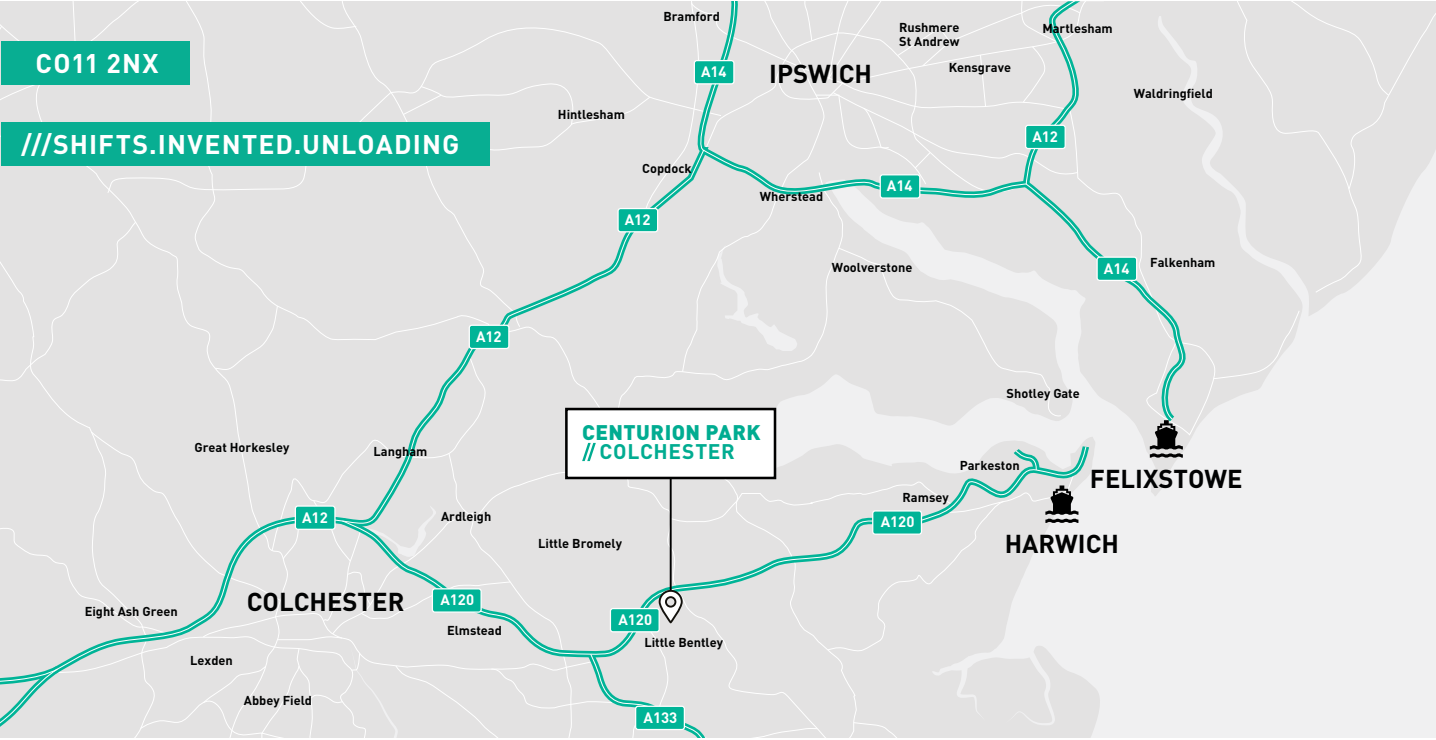 Bramford
Rushmere
St Andrew
Martlesham
CO11 2NX
A14
IPSWICH
Kensgrave
Waldringfield
Hintlesham
A12
///SHIFTS.INVENTED.UNLOADING
Copdock
A14
Wherstead
A12
Woolverstone
A14
Falkenham
A12
Shotley Gate
CENTURION PARK
// COLCHESTER
Great Horkesley
Langham
Parkeston
FELIXSTOWE
Ramsey
A12
Ardleigh
A120
Little Bromely
HARWICH
COLCHESTER
A120
Eight Ash Green
A120
Elmstead
Little Bentley
Lexden
Abbey Field
A133